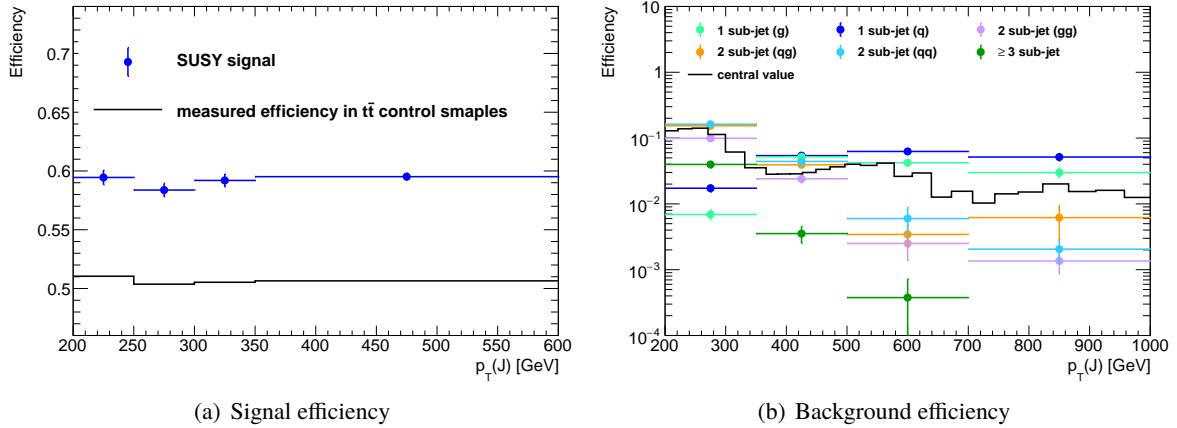 Efficiency
0.7
0.65
0.6
0.55
0.5
SUSY signal
measured efficiency in tt̄ control smaples
200 250 300 350 400 450 500 550 600
p_T(J) [GeV]
(a) Signal efficiency
Efficiency
10
1
10⁻¹
10⁻²
10⁻³
10⁻⁴
1 sub-jet (g) 1 sub-jet (q) 2 sub-jet (gg)
2 sub-jet (qg) 2 sub-jet (qq) ≥ 3 sub-jet
central value
200 300 400 500 600 700 800 900 1000
p_T(J) [GeV]
(b) Background efficiency